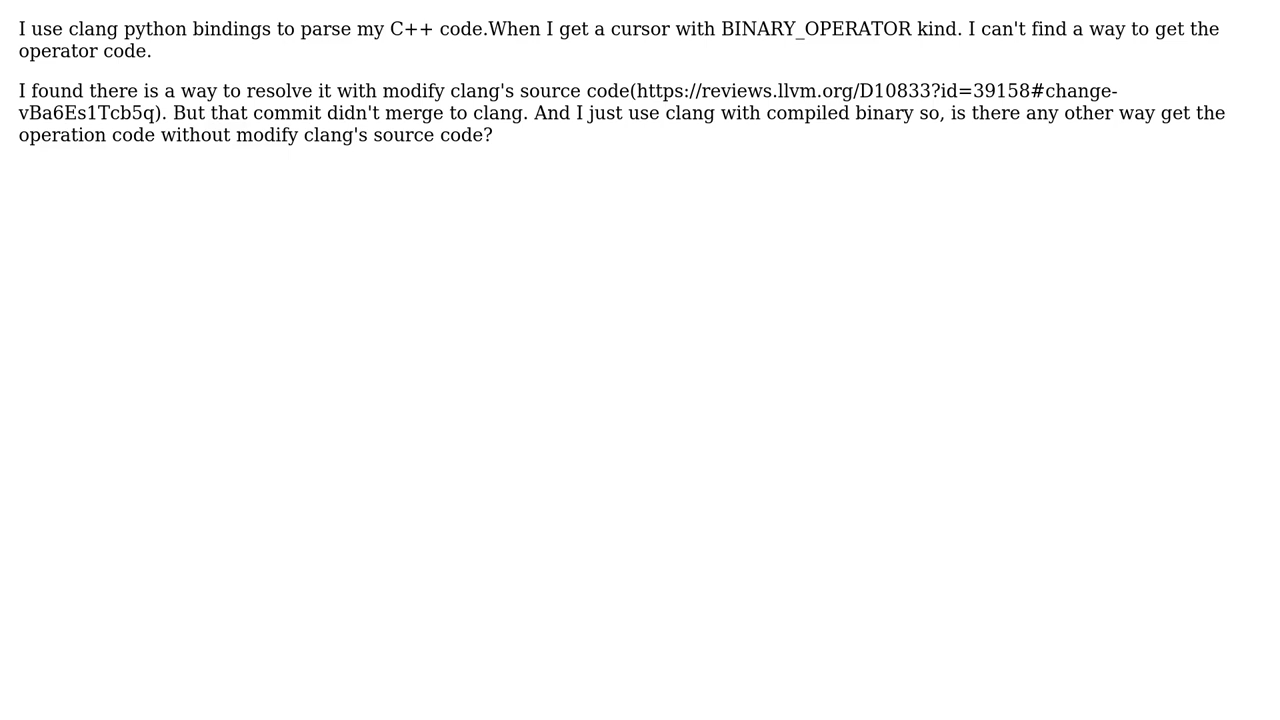 I use clang python bindings to parse my C++ code.When I get a cursor with BINARY_OPERATOR kind. I can't find a way to get the
operator code.
I found there is a way to resolve it with modify clang's source code(https://reviews.llvm.org/D10833?id=39158#change-
vBa6Es1Tcb5q). But that commit didn't merge to clang. And I just use clang with compiled binary so, is there any other way get the
operation code without modify clang's source code?